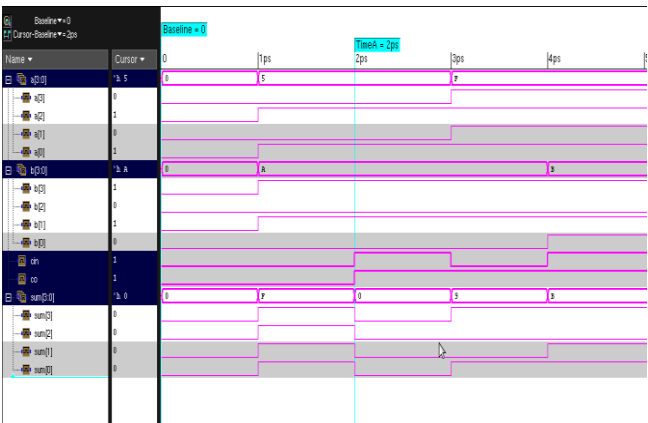 Baseline▼=0
Cursor-Baseline▼=2ps
Baseline = 0
TimeA = 2ps
Name ▼ Cursor ▼ 0 1ps 2ps 3ps 4ps
a[3:0] 'h 5 0 5 F
a[3] 0
a[2] 1
a[1] 0
a[0] 1
b[3:0] 'h A 0 A B
b[3] 1
b[2] 0
b[1] 1
b[0] 0
cin 1
co 1
sum[3:0] 'h 0 0 F 0 9 B
sum[3] 0
sum[2] 0
sum[1] 0
sum[0] 0